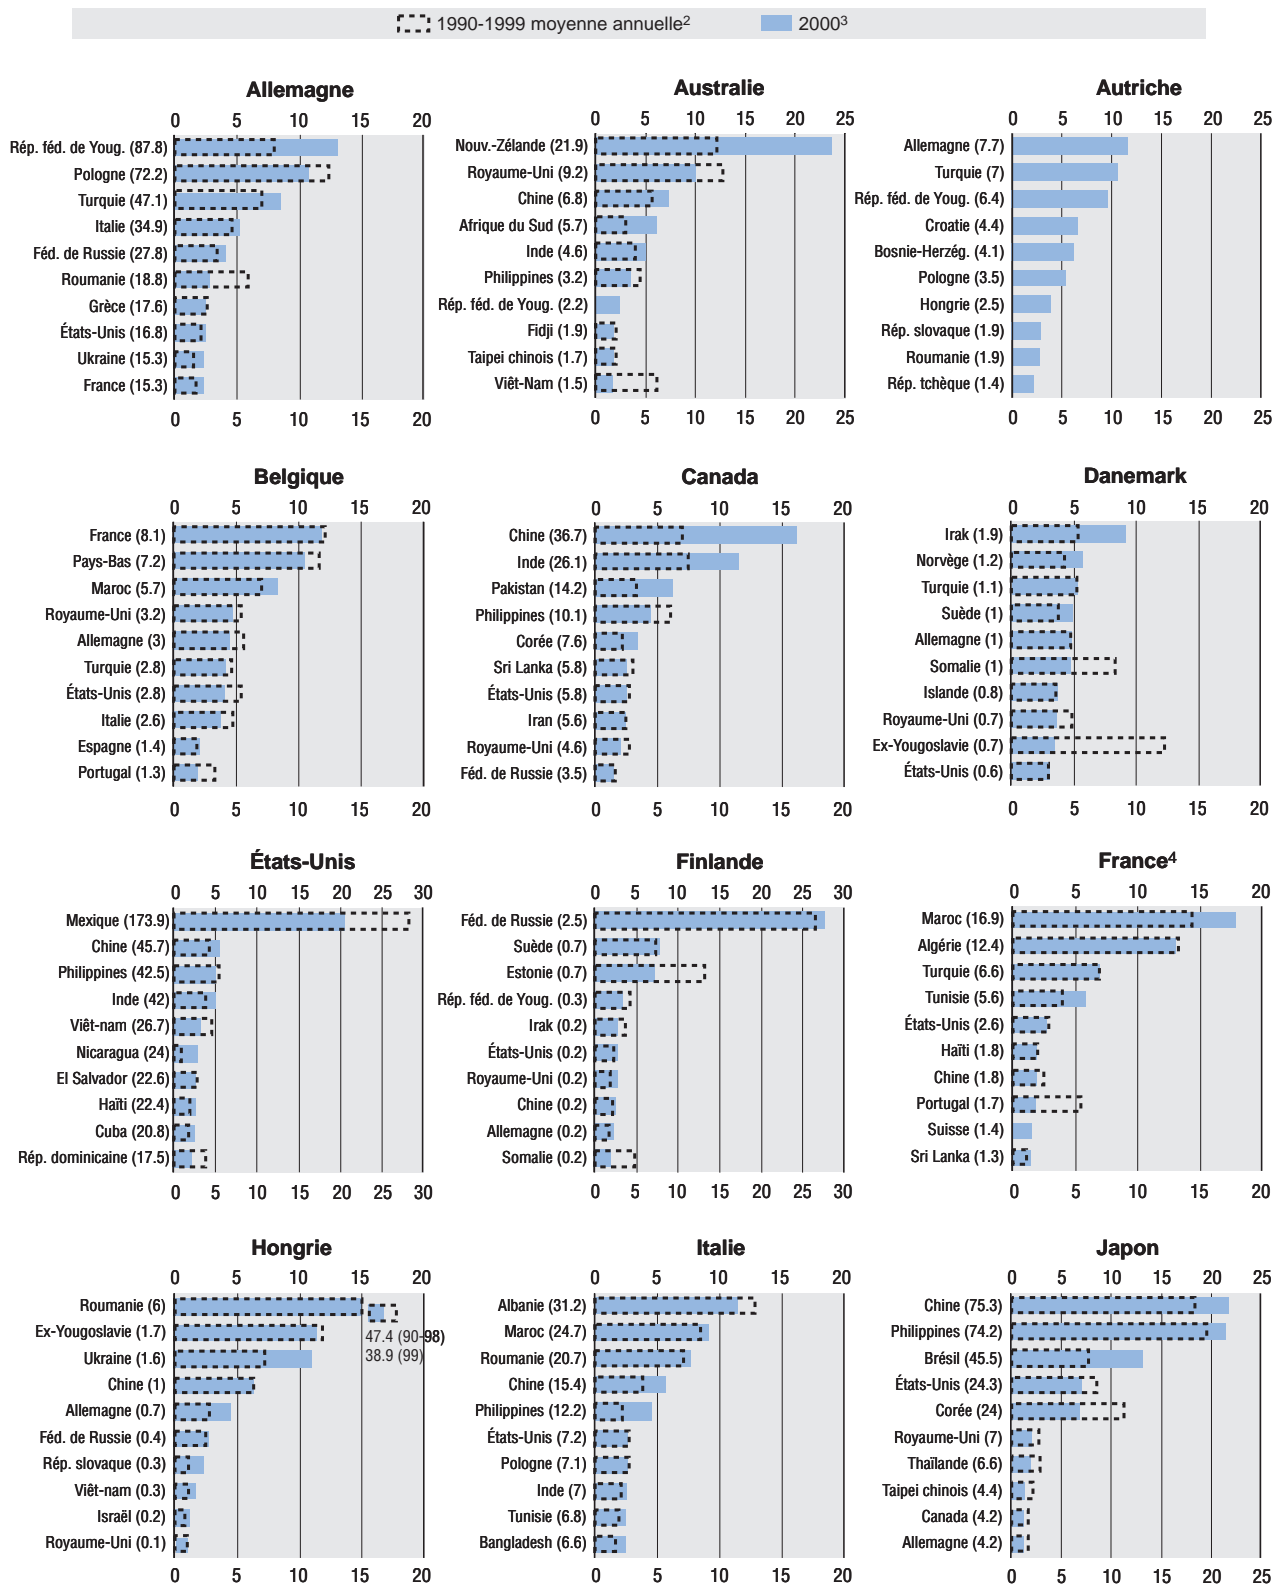 1990-1999 moyenne annuelle² 2000³
Allemagne
0 5 10 15 20
Rép. féd. de Youg. (87.8)
Pologne (72.2)
Turquie (47.1)
Italie (34.9)
Féd. de Russie (27.8)
Roumanie (18.8)
Grèce (17.6)
États-Unis (16.8)
Ukraine (15.3)
France (15.3)
0 5 10 15 20
Australie
0 5 10 15 20 25
Nouv.-Zélande (21.9)
Royaume-Uni (9.2)
Chine (6.8)
Afrique du Sud (5.7)
Inde (4.6)
Philippines (3.2)
Rép. féd. de Youg. (2.2)
Fidji (1.9)
Taipei chinois (1.7)
Viêt-Nam (1.5)
0 5 10 15 20 25
Autriche
0 5 10 15 20 25
Allemagne (7.7)
Turquie (7)
Rép. féd. de Youg. (6.4)
Croatie (4.4)
Bosnie-Herzég. (4.1)
Pologne (3.5)
Hongrie (2.5)
Rép. slovaque (1.9)
Roumanie (1.9)
Rép. tchèque (1.4)
0 5 10 15 20 25
Belgique
0 5 10 15 20
France (8.1)
Pays-Bas (7.2)
Maroc (5.7)
Royaume-Uni (3.2)
Allemagne (3)
Turquie (2.8)
États-Unis (2.8)
Italie (2.6)
Espagne (1.4)
Portugal (1.3)
0 5 10 15 20
Canada
0 5 10 15 20
Chine (36.7)
Inde (26.1)
Pakistan (14.2)
Philippines (10.1)
Corée (7.6)
Sri Lanka (5.8)
États-Unis (5.8)
Iran (5.6)
Royaume-Uni (4.6)
Féd. de Russie (3.5)
0 5 10 15 20
Danemark
0 5 10 15 20
Irak (1.9)
Norvège (1.2)
Turquie (1.1)
Suède (1)
Allemagne (1)
Somalie (1)
Islande (0.8)
Royaume-Uni (0.7)
Ex-Yougoslavie (0.7)
États-Unis (0.6)
0 5 10 15 20
États-Unis
0 5 10 15 20 25 30
Mexique (173.9)
Chine (45.7)
Philippines (42.5)
Inde (42)
Viêt-nam (26.7)
Nicaragua (24)
El Salvador (22.6)
Haïti (22.4)
Cuba (20.8)
Rép. dominicaine (17.5)
0 5 10 15 20 25 30
Finlande
0 5 10 15 20 25 30
Féd. de Russie (2.5)
Suède (0.7)
Estonie (0.7)
Rép. féd. de Youg. (0.3)
Irak (0.2)
États-Unis (0.2)
Royaume-Uni (0.2)
Chine (0.2)
Allemagne (0.2)
Somalie (0.2)
0 5 10 15 20 25 30
France⁴
0 5 10 15 20
Maroc (16.9)
Algérie (12.4)
Turquie (6.6)
Tunisie (5.6)
États-Unis (2.6)
Haïti (1.8)
Chine (1.8)
Portugal (1.7)
Suisse (1.4)
Sri Lanka (1.3)
0 5 10 15 20
Hongrie
0 5 10 15 20
Roumanie (6)
Ex-Yougoslavie (1.7)
47.4 (90-98)
Ukraine (1.6)
38.9 (99)
Chine (1)
Allemagne (0.7)
Féd. de Russie (0.4)
Rép. slovaque (0.3)
Viêt-nam (0.3)
Israël (0.2)
Royaume-Uni (0.1)
0 5 10 15 20
Italie
0 5 10 15 20
Albanie (31.2)
Maroc (24.7)
Roumanie (20.7)
Chine (15.4)
Philippines (12.2)
États-Unis (7.2)
Pologne (7.1)
Inde (7)
Tunisie (6.8)
Bangladesh (6.6)
0 5 10 15 20
Japon
0 5 10 15 20 25
Chine (75.3)
Philippines (74.2)
Brésil (45.5)
États-Unis (24.3)
Corée (24)
Royaume-Uni (7)
Thaïlande (6.6)
Taipei chinois (4.4)
Canada (4.2)
Allemagne (4.2)
0 5 10 15 20 25